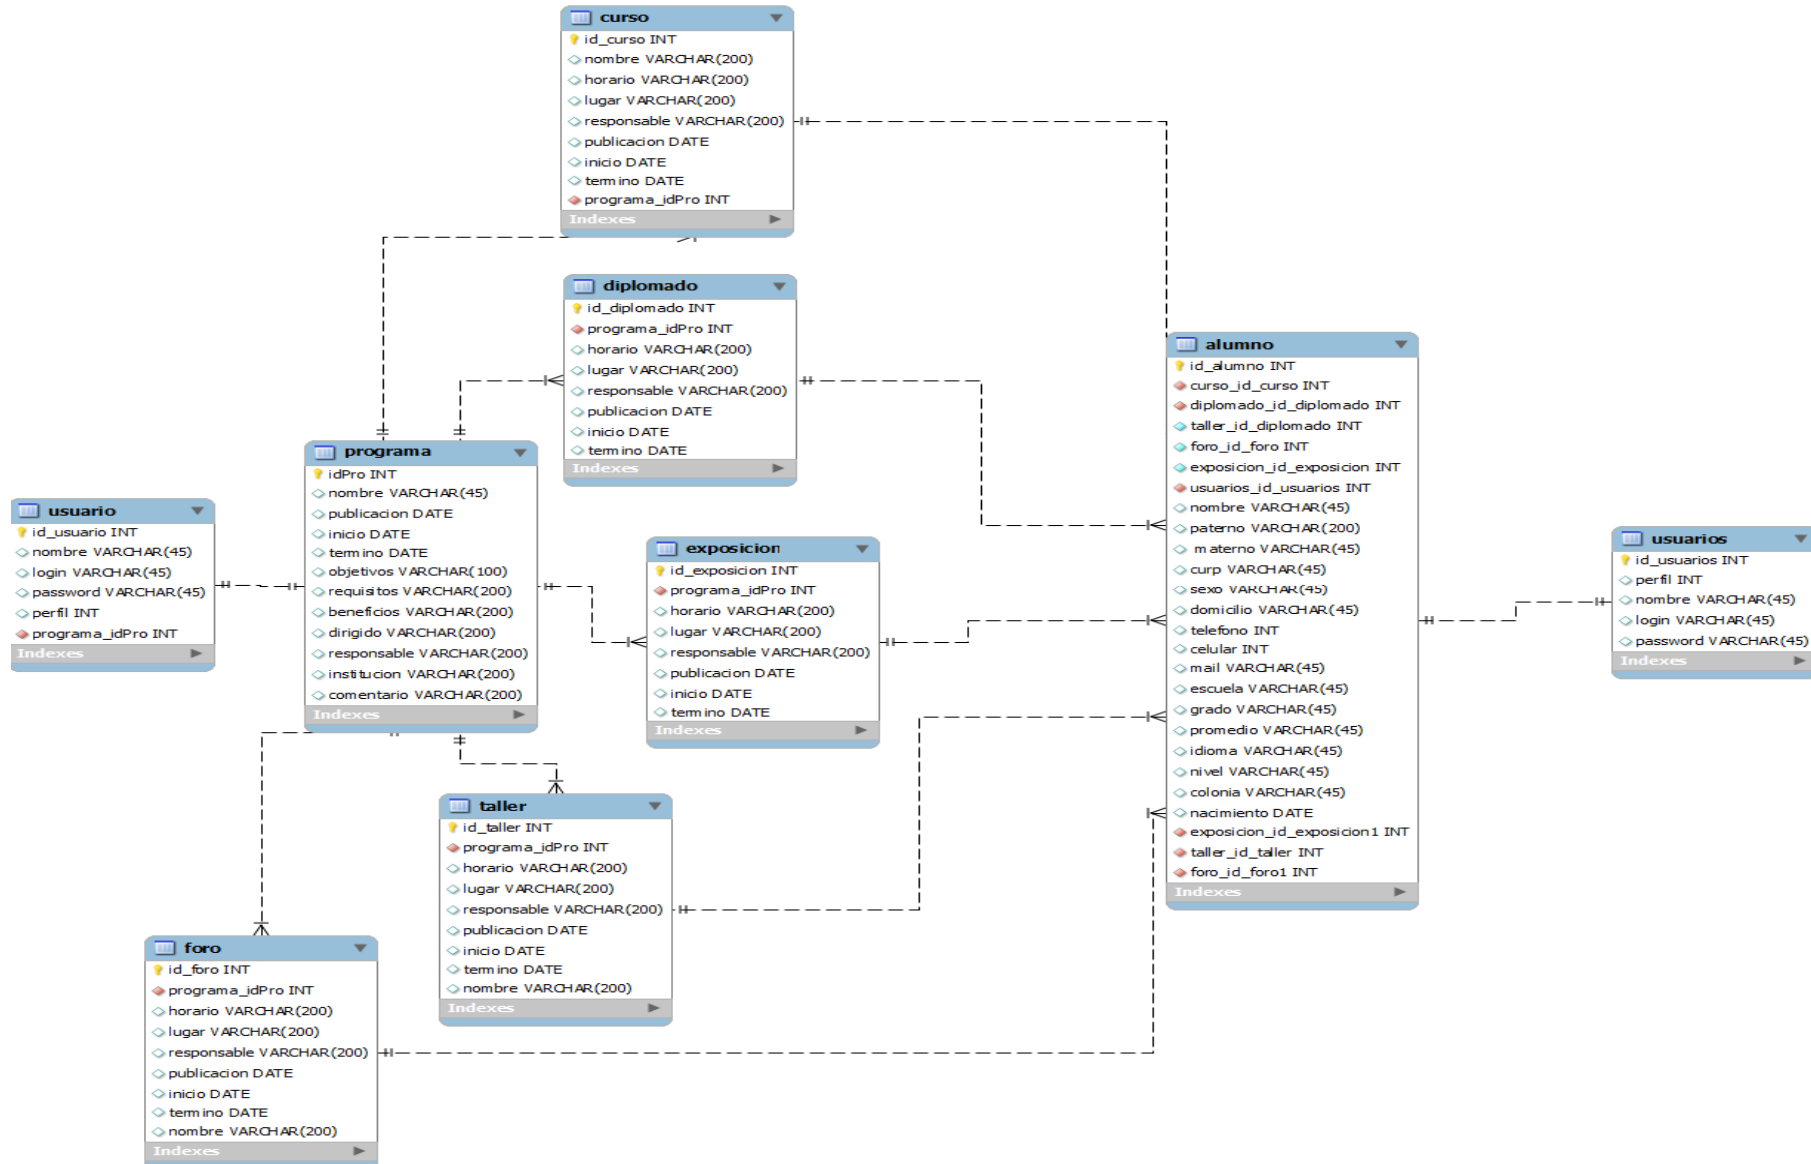 curso
id_curso INT
nombre VARCHAR(200)
horario VARCHAR(200)
lugar VARCHAR(200)
responsable VARCHAR(200)
publicacion DATE
inicio DATE
termino DATE
programa_idPro INT
Indexes
diplomado
id_diplomado INT
programa_idPro INT
horario VARCHAR(200)
lugar VARCHAR(200)
responsable VARCHAR(200)
publicacion DATE
inicio DATE
termino DATE
Indexes
programa
idPro INT
nombre VARCHAR(45)
publicacion DATE
inicio DATE
termino DATE
objetivos VARCHAR(100)
requisitos VARCHAR(200)
beneficios VARCHAR(200)
dirigido VARCHAR(200)
responsable VARCHAR(200)
institucion VARCHAR(200)
comentario VARCHAR(200)
Indexes
usuario
id_usuario INT
nombre VARCHAR(45)
login VARCHAR(45)
password VARCHAR(45)
perfil INT
programa_idPro INT
Indexes
exposicion
id_exposicion INT
programa_idPro INT
horario VARCHAR(200)
lugar VARCHAR(200)
responsable VARCHAR(200)
publicacion DATE
inicio DATE
termino DATE
Indexes
alumno
id_alumno INT
curso_id_curso INT
diplomado_id_diplomado INT
taller_id_diplomado INT
foro_id_foro INT
exposicion_id_exposicion INT
usuarios_id_usuarios INT
nombre VARCHAR(45)
paterno VARCHAR(200)
materno VARCHAR(45)
curp VARCHAR(45)
sexo VARCHAR(45)
domicilio VARCHAR(45)
telefono INT
celular INT
mail VARCHAR(45)
escuela VARCHAR(45)
grado VARCHAR(45)
promedio VARCHAR(45)
idioma VARCHAR(45)
nivel VARCHAR(45)
colonia VARCHAR(45)
nacimiento DATE
exposicion_id_exposicion1 INT
taller_id_taller INT
foro_id_foro1 INT
Indexes
usuarios
id_usuarios INT
perfil INT
nombre VARCHAR(45)
login VARCHAR(45)
password VARCHAR(45)
Indexes
taller
id_taller INT
programa_idPro INT
horario VARCHAR(200)
lugar VARCHAR(200)
responsable VARCHAR(200)
publicacion DATE
inicio DATE
termino DATE
nombre VARCHAR(200)
Indexes
foro
id_foro INT
programa_idPro INT
horario VARCHAR(200)
lugar VARCHAR(200)
responsable VARCHAR(200)
publicacion DATE
inicio DATE
termino DATE
nombre VARCHAR(200)
Indexes